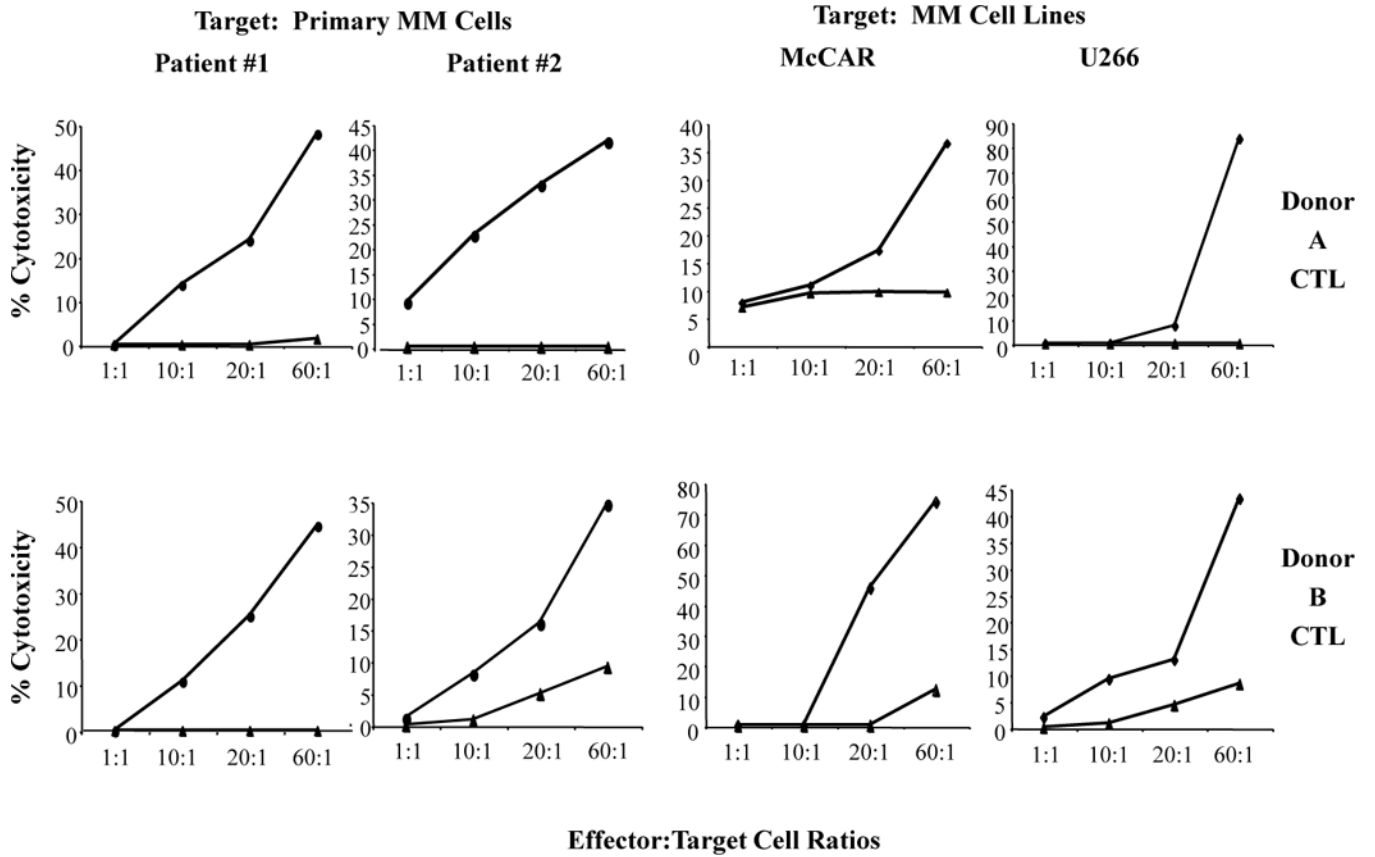 Target: Primary MM Cells
Target: MM Cell Lines
Patient #1
Patient #2
McCAR
U266
% Cytotoxicity
50
40
30
20
10
0
1:1 10:1 20:1 60:1
45
40
35
30
25
20
15
10
5
0
1:1 10:1 20:1 60:1
40
35
30
25
20
15
10
5
0
1:1 10:1 20:1 60:1
90
80
70
60
50
40
30
20
10
0
1:1 10:1 20:1 60:1
Donor
A
CTL
% Cytotoxicity
50
40
30
20
10
0
1:1 10:1 20:1 60:1
35
30
25
20
15
10
5
0
1:1 10:1 20:1 60:1
80
70
60
50
40
30
20
10
0
1:1 10:1 20:1 60:1
45
40
35
30
25
20
15
10
5
0
1:1 10:1 20:1 60:1
Donor
B
CTL
Effector:Target Cell Ratios